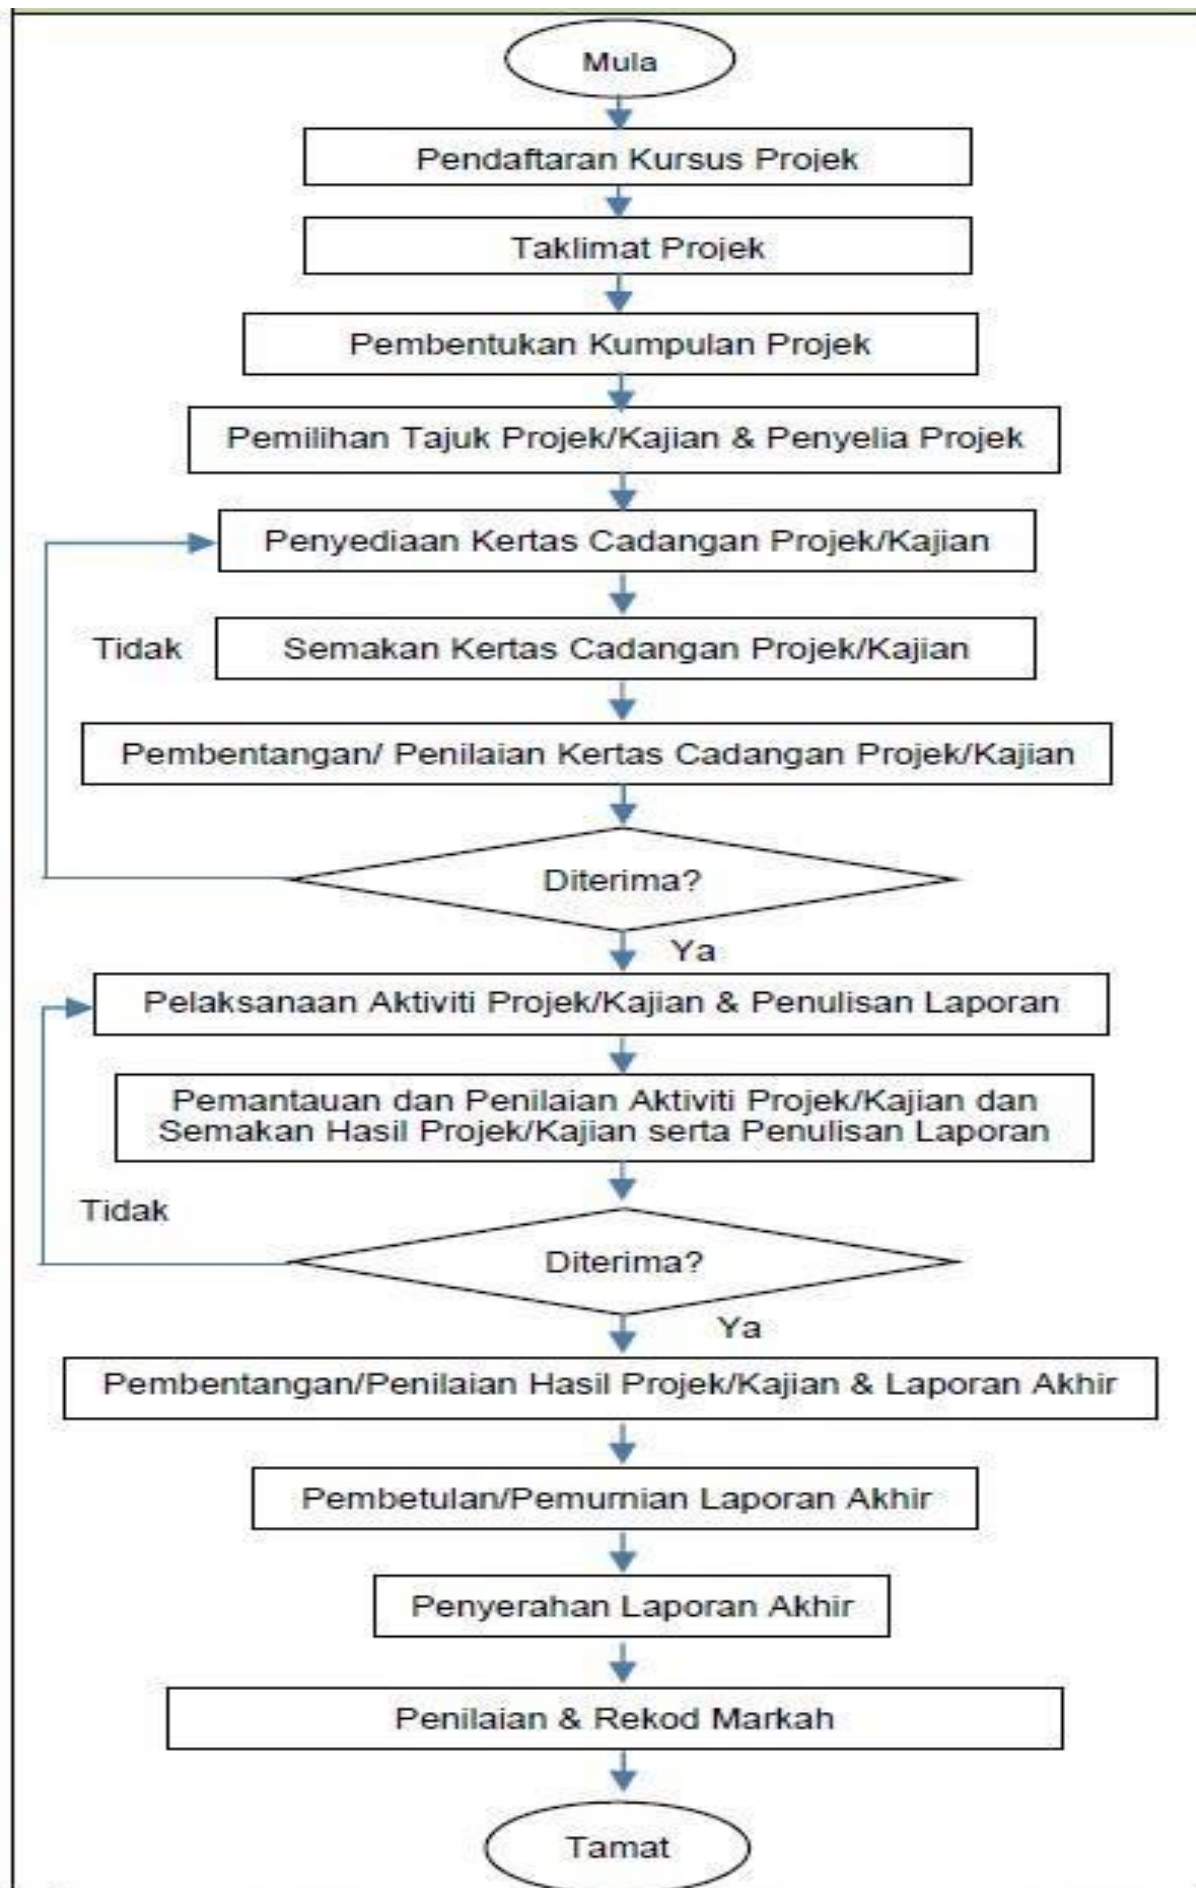 Mula
Pendaftaran Kursus Projek
Taklimat Projek
Pembentukan Kumpulan Projek
Pemilihan Tajuk Projek/Kajian & Penyelia Projek
Penyediaan Kertas Cadangan Projek/Kajian
Tidak
Semakan Kertas Cadangan Projek/Kajian
Pembentangan/ Penilaian Kertas Cadangan Projek/Kajian
Diterima?
Ya
Pelaksanaan Aktiviti Projek/Kajian & Penulisan Laporan
Pemantauan dan Penilaian Aktiviti Projek/Kajian dan
Semakan Hasil Projek/Kajian serta Penulisan Laporan
Tidak
Diterima?
Ya
Pembentangan/Penilaian Hasil Projek/Kajian & Laporan Akhir
Pembetulan/Pemurnian Laporan Akhir
Penyerahan Laporan Akhir
Penilaian & Rekod Markah
Tamat